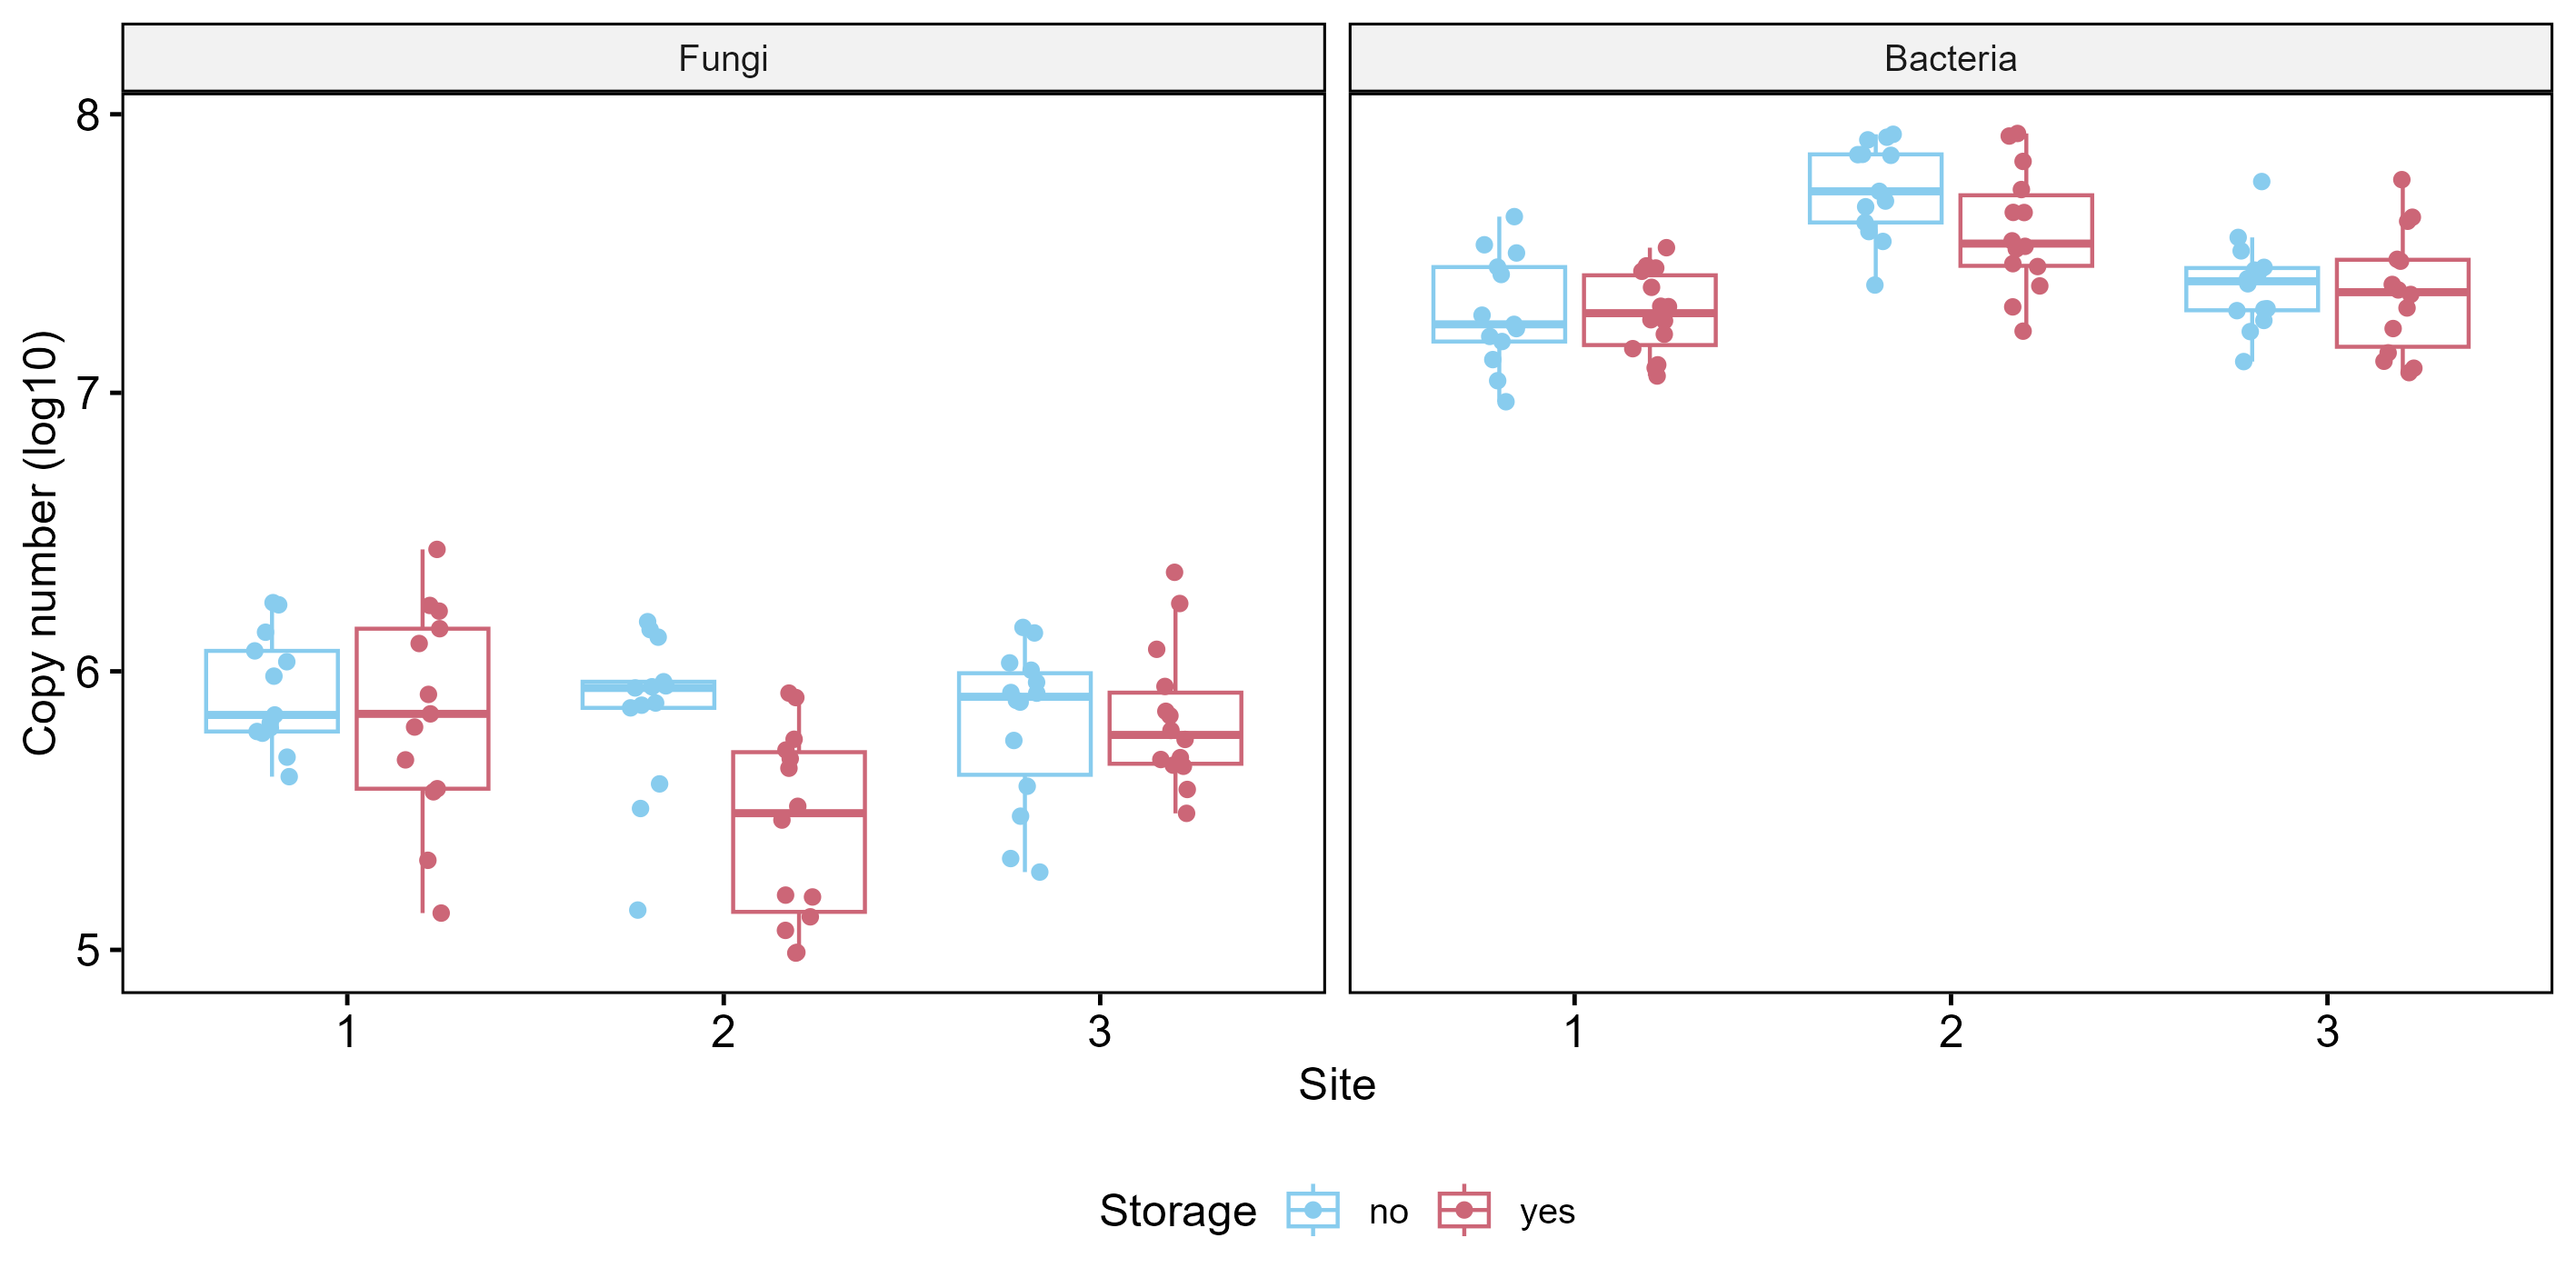 Fungi
Bacteria
Copy number (log10)
8
7
6
5
1 2 3
1 2 3
Site
Storage no yes